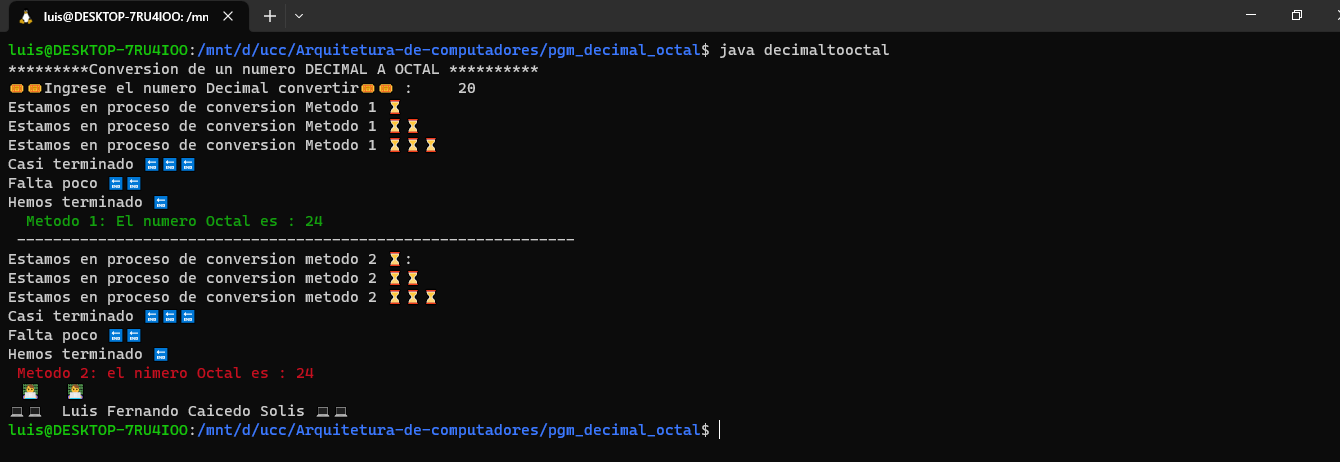 luis@DESKTOP-7RU4IOO: /mn
luis@DESKTOP-7RU4IOO:/mnt/d/ucc/Arquitetura-de-computadores/pgm_decimal_octal$ java decimaltooctal
*********Conversion de un numero DECIMAL A OCTAL **********
🎟️🎟️Ingrese el numero Decimal convertir🎟️🎟️ :     20
Estamos en proceso de conversion Metodo 1 ⏳
Estamos en proceso de conversion Metodo 1 ⏳⏳
Estamos en proceso de conversion Metodo 1 ⏳⏳⏳
Casi terminado 🔚🔚🔚
Falta poco 🔚🔚
Hemos terminado 🔚
Metodo 1: El numero Octal es : 24
--------------------------------------------------------------
Estamos en proceso de conversion metodo 2 ⏳:
Estamos en proceso de conversion metodo 2 ⏳⏳
Estamos en proceso de conversion metodo 2 ⏳⏳⏳
Casi terminado 🔚🔚🔚
Falta poco 🔚🔚
Hemos terminado 🔚
Metodo 2: el nimero Octal es : 24
👨‍🏫   👨‍🏫
💻💻  Luis Fernando Caicedo Solis 💻💻
luis@DESKTOP-7RU4IOO:/mnt/d/ucc/Arquitetura-de-computadores/pgm_decimal_octal$